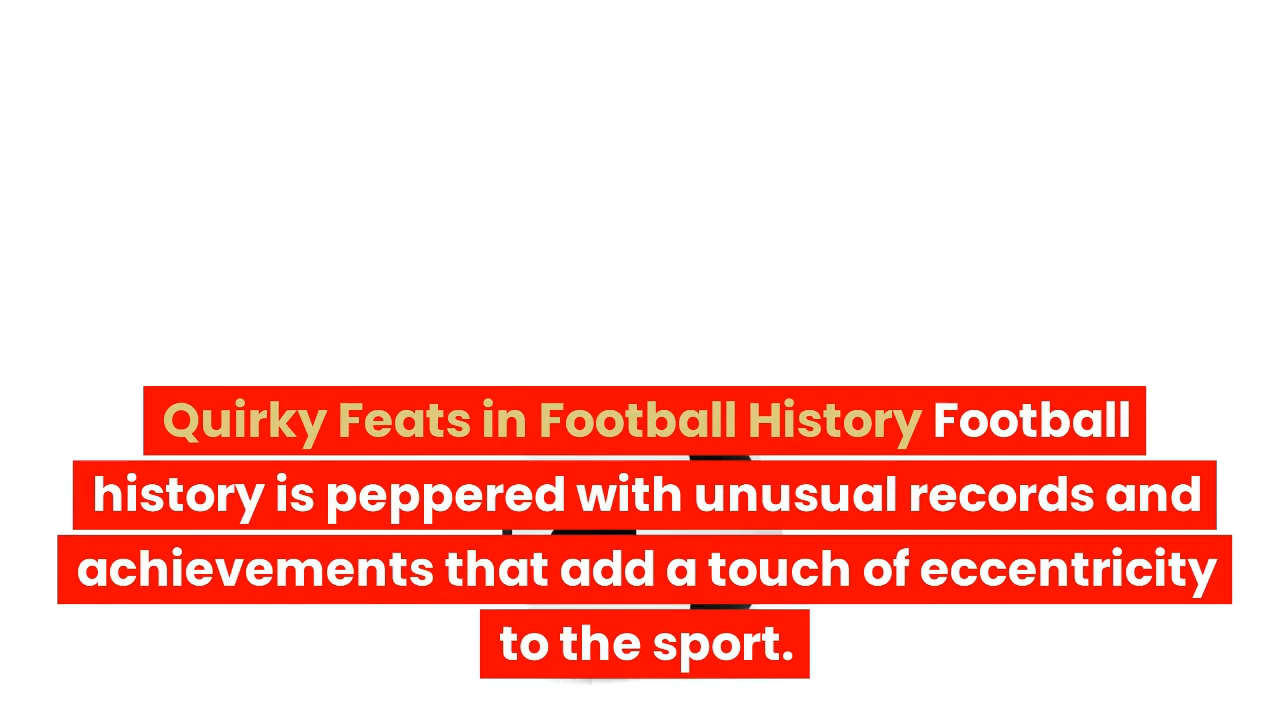 Quirky Feats in Football History Football
history is peppered with unusual records and
achievements that add a touch of eccentricity
to the sport.